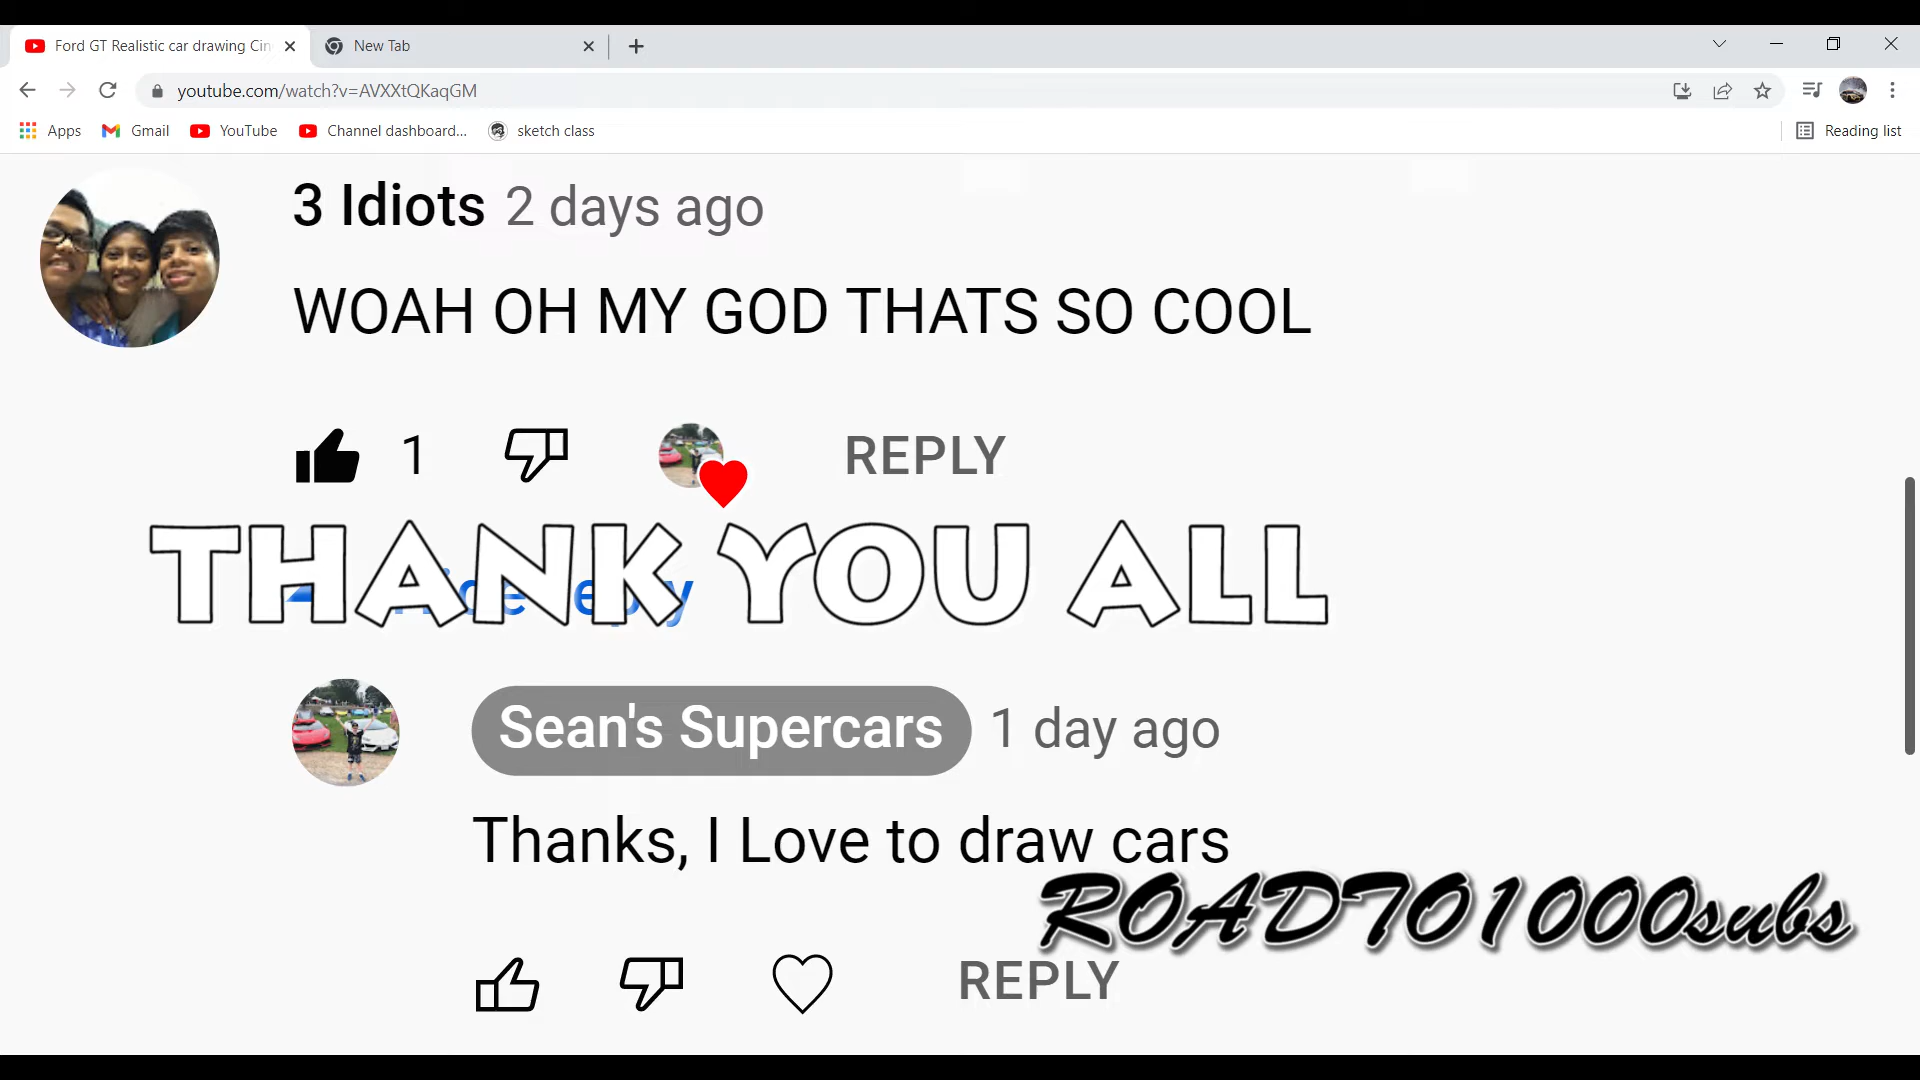 Ford GT Realistic car drawing Cin
New Tab
youtube.com/watch?v=AVXXtQKaqGM
Apps
Gmail
YouTube
Channel dashboard...
sketch class
Reading list
3 Idiots 2 days ago
WOAH OH MY GOD THATS SO COOL
1
REPLY
THANK YOU ALL
Sean's Supercars 1 day ago
Thanks, I Love to draw cars
ROADTO1000subs
REPLY